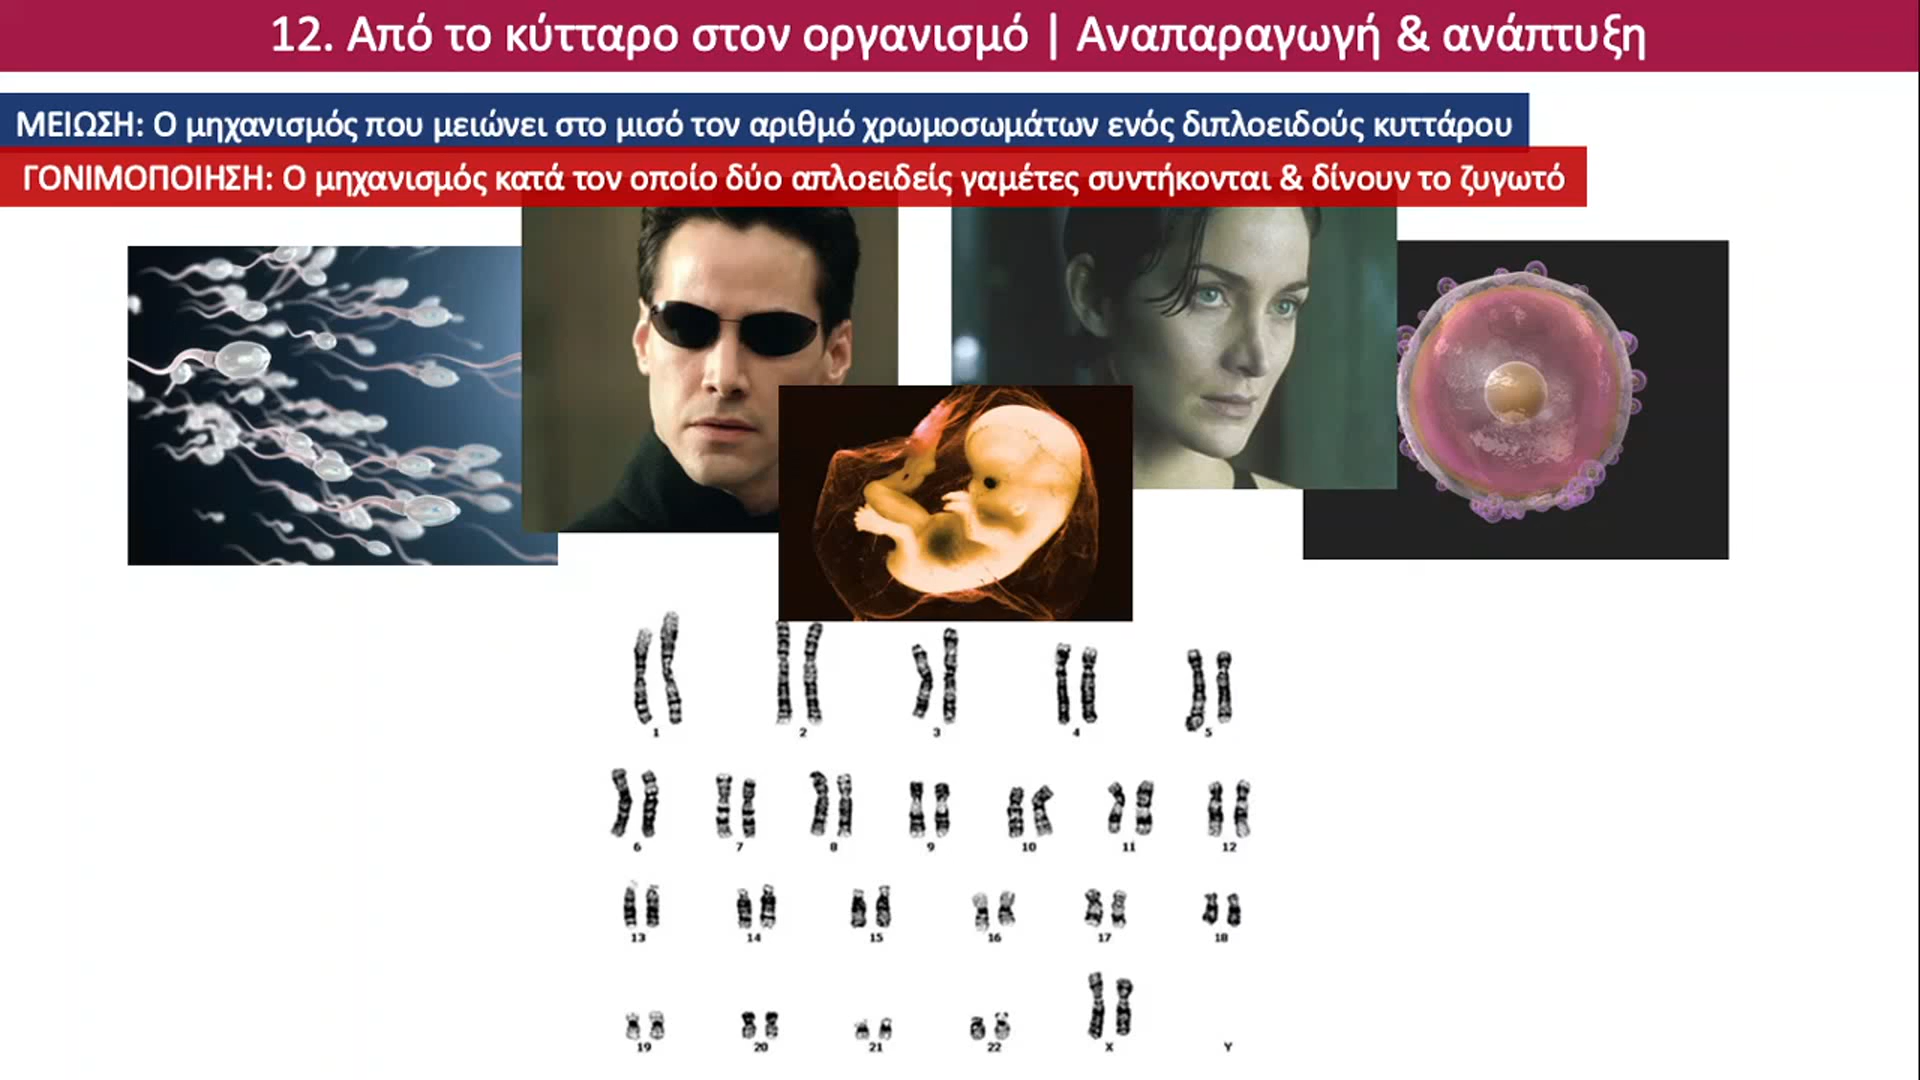 12. Από το κύτταρο στον οργανισμό | Αναπαραγωγή & ανάπτυξη
ΜΕΙΩΣΗ: Ο μηχανισμός που μειώνει στο μισό τον αριθμό χρωμοσωμάτων ενός διπλοειδούς κυττάρου
ΓΟΝΙΜΟΠΟΙΗΣΗ: Ο μηχανισμός κατά τον οποίο δύο απλοειδείς γαμέτες συντήκονται & δίνουν το ζυγωτό
1 2 3 4 5
6 7 8 9 10 11 12
13 14 15 16 17 18
19 20 21 22 X Y